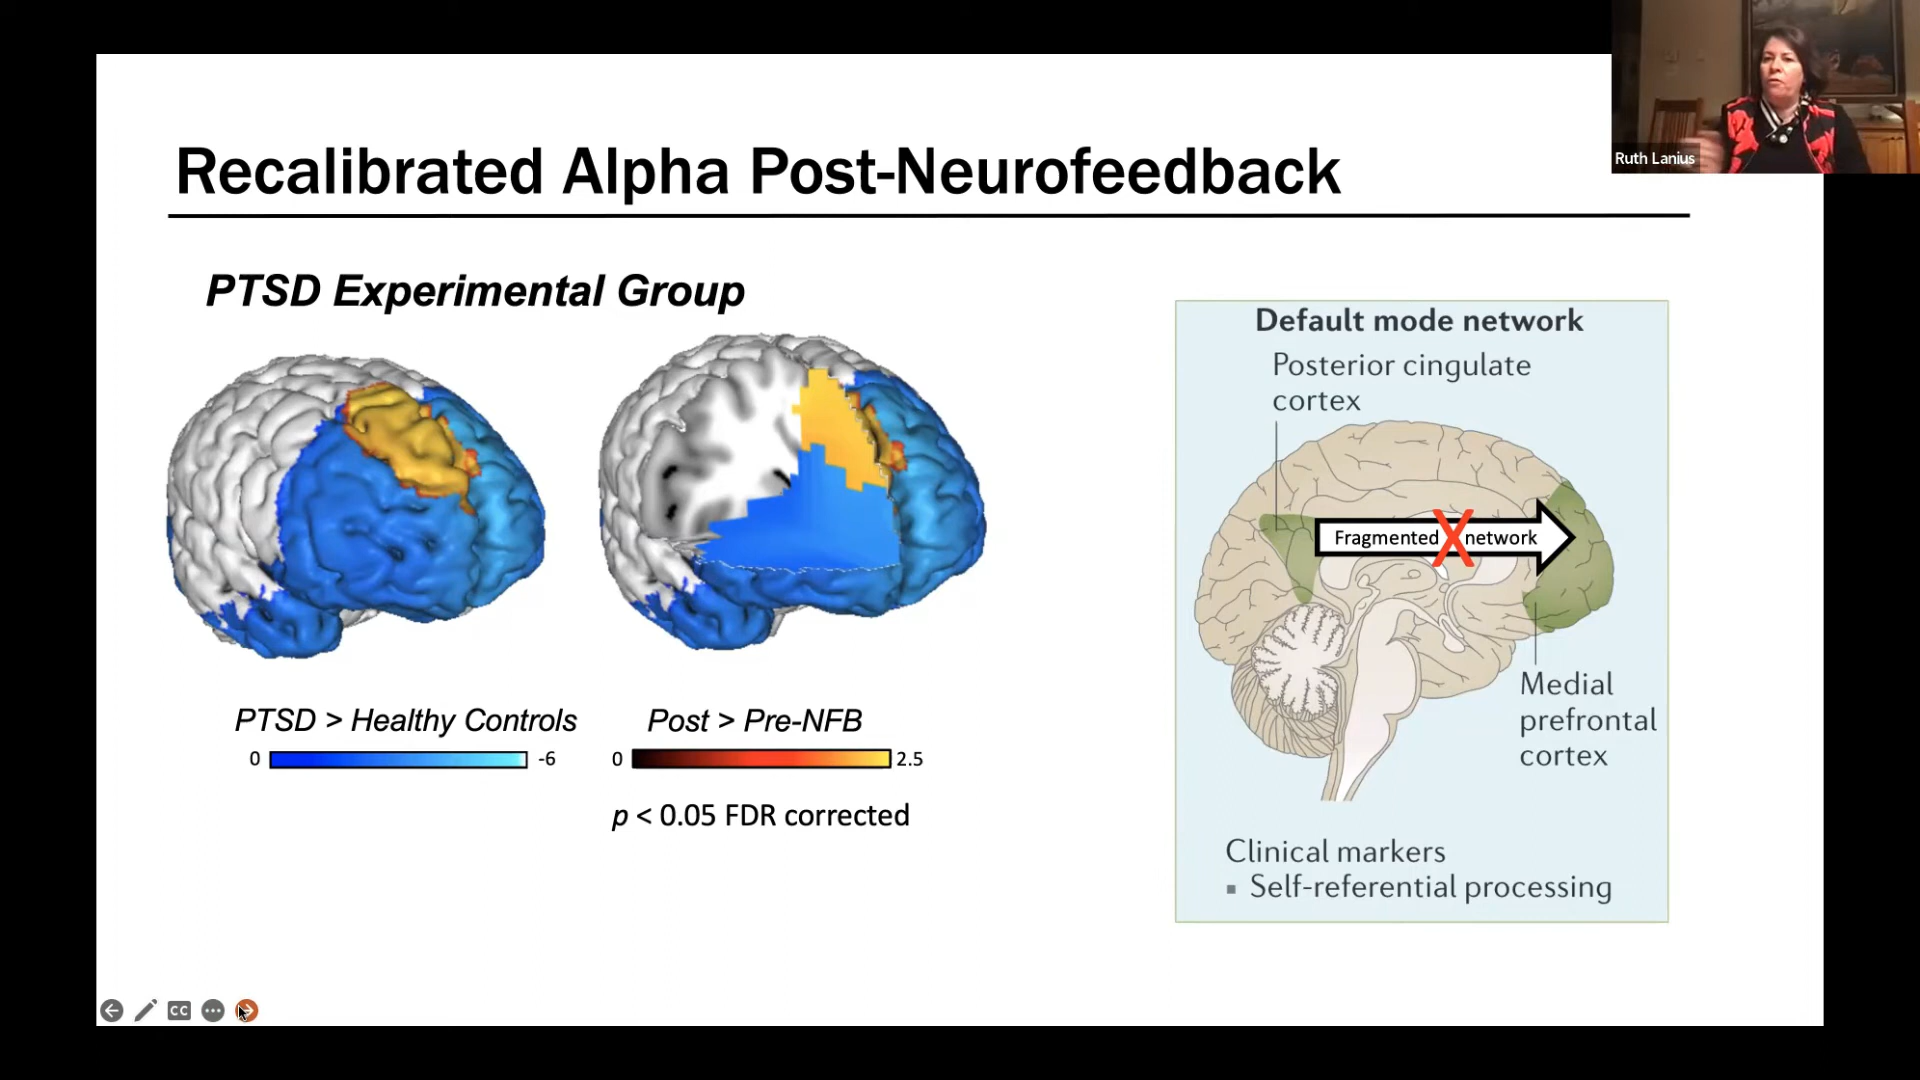 Ruth Lanius
Recalibrated Alpha Post-Neurofeedback
PTSD Experimental Group
PTSD > Healthy Controls
0
-6
Post > Pre-NFB
0
2.5
p < 0.05 FDR corrected
Default mode network
Posterior cingulate
cortex
Fragmented X network
Medial
prefrontal
cortex
Clinical markers
▪ Self-referential processing
CC